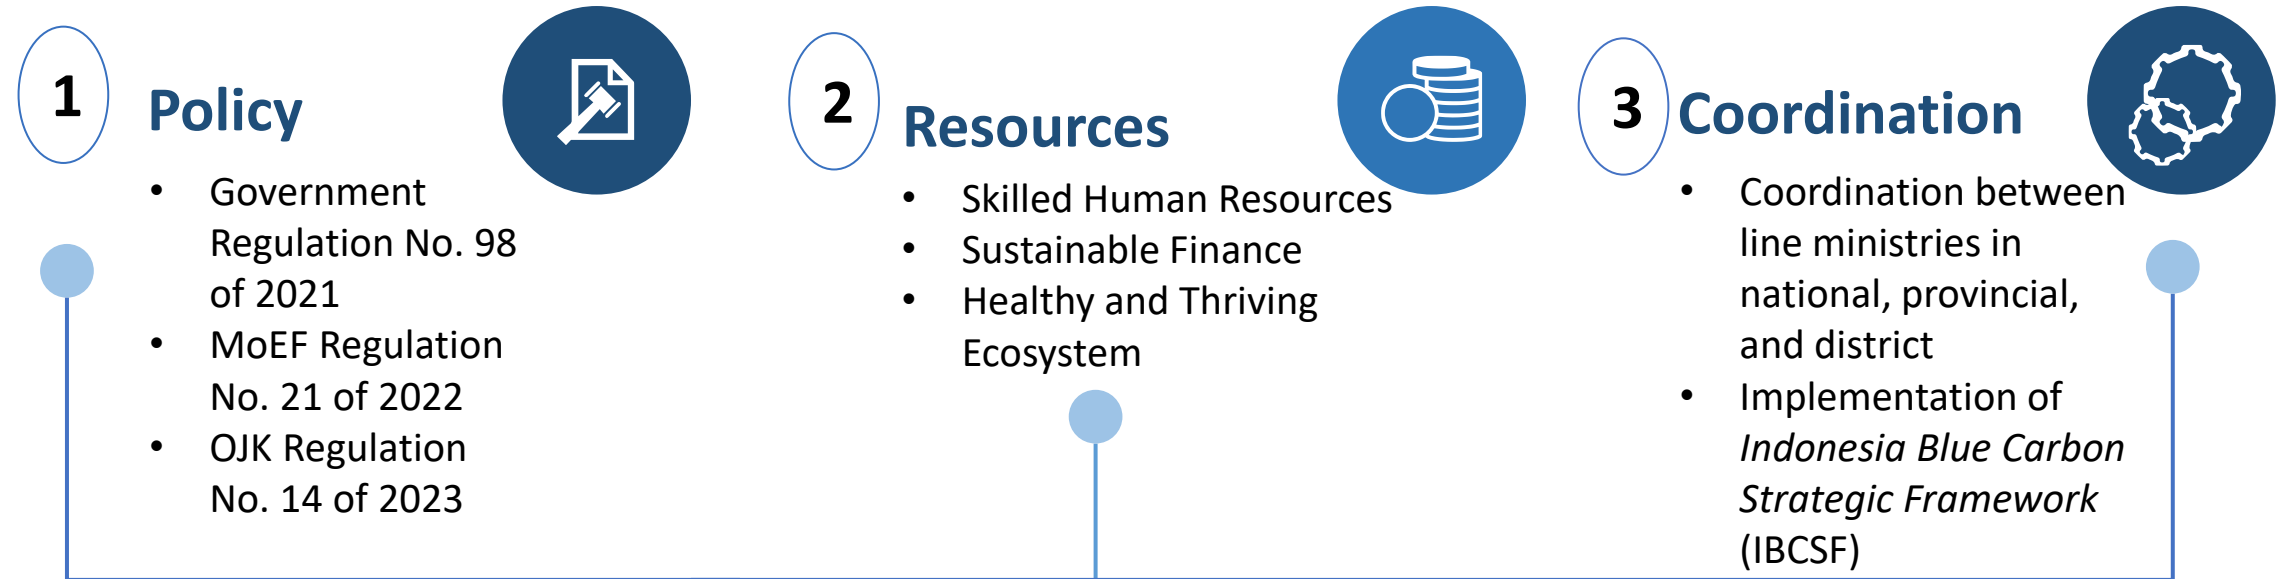 1
Policy
• Government
Regulation No. 98
of 2021
• MoEF Regulation
No. 21 of 2022
• OJK Regulation
No. 14 of 2023
2
Resources
• Skilled Human Resources
• Sustainable Finance
• Healthy and Thriving
Ecosystem
3
Coordination
• Coordination between
line ministries in
national, provincial,
and district
• Implementation of
Indonesia Blue Carbon
Strategic Framework
(IBCSF)